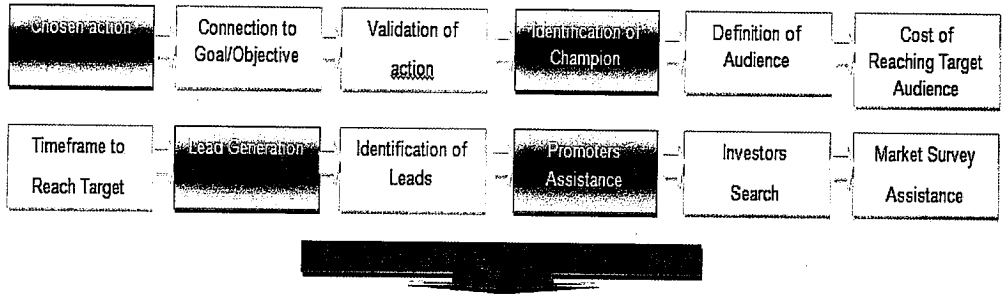 Chosen action
Connection to
Goal/Objective
Validation of
action
Identification of
Champion
Definition of
Audience
Cost of
Reaching Target
Audience
Timeframe to
Reach Target
Lead Generation
Identification of
Leads
Promoters
Assistance
Investors
Search
Market Survey
Assistance